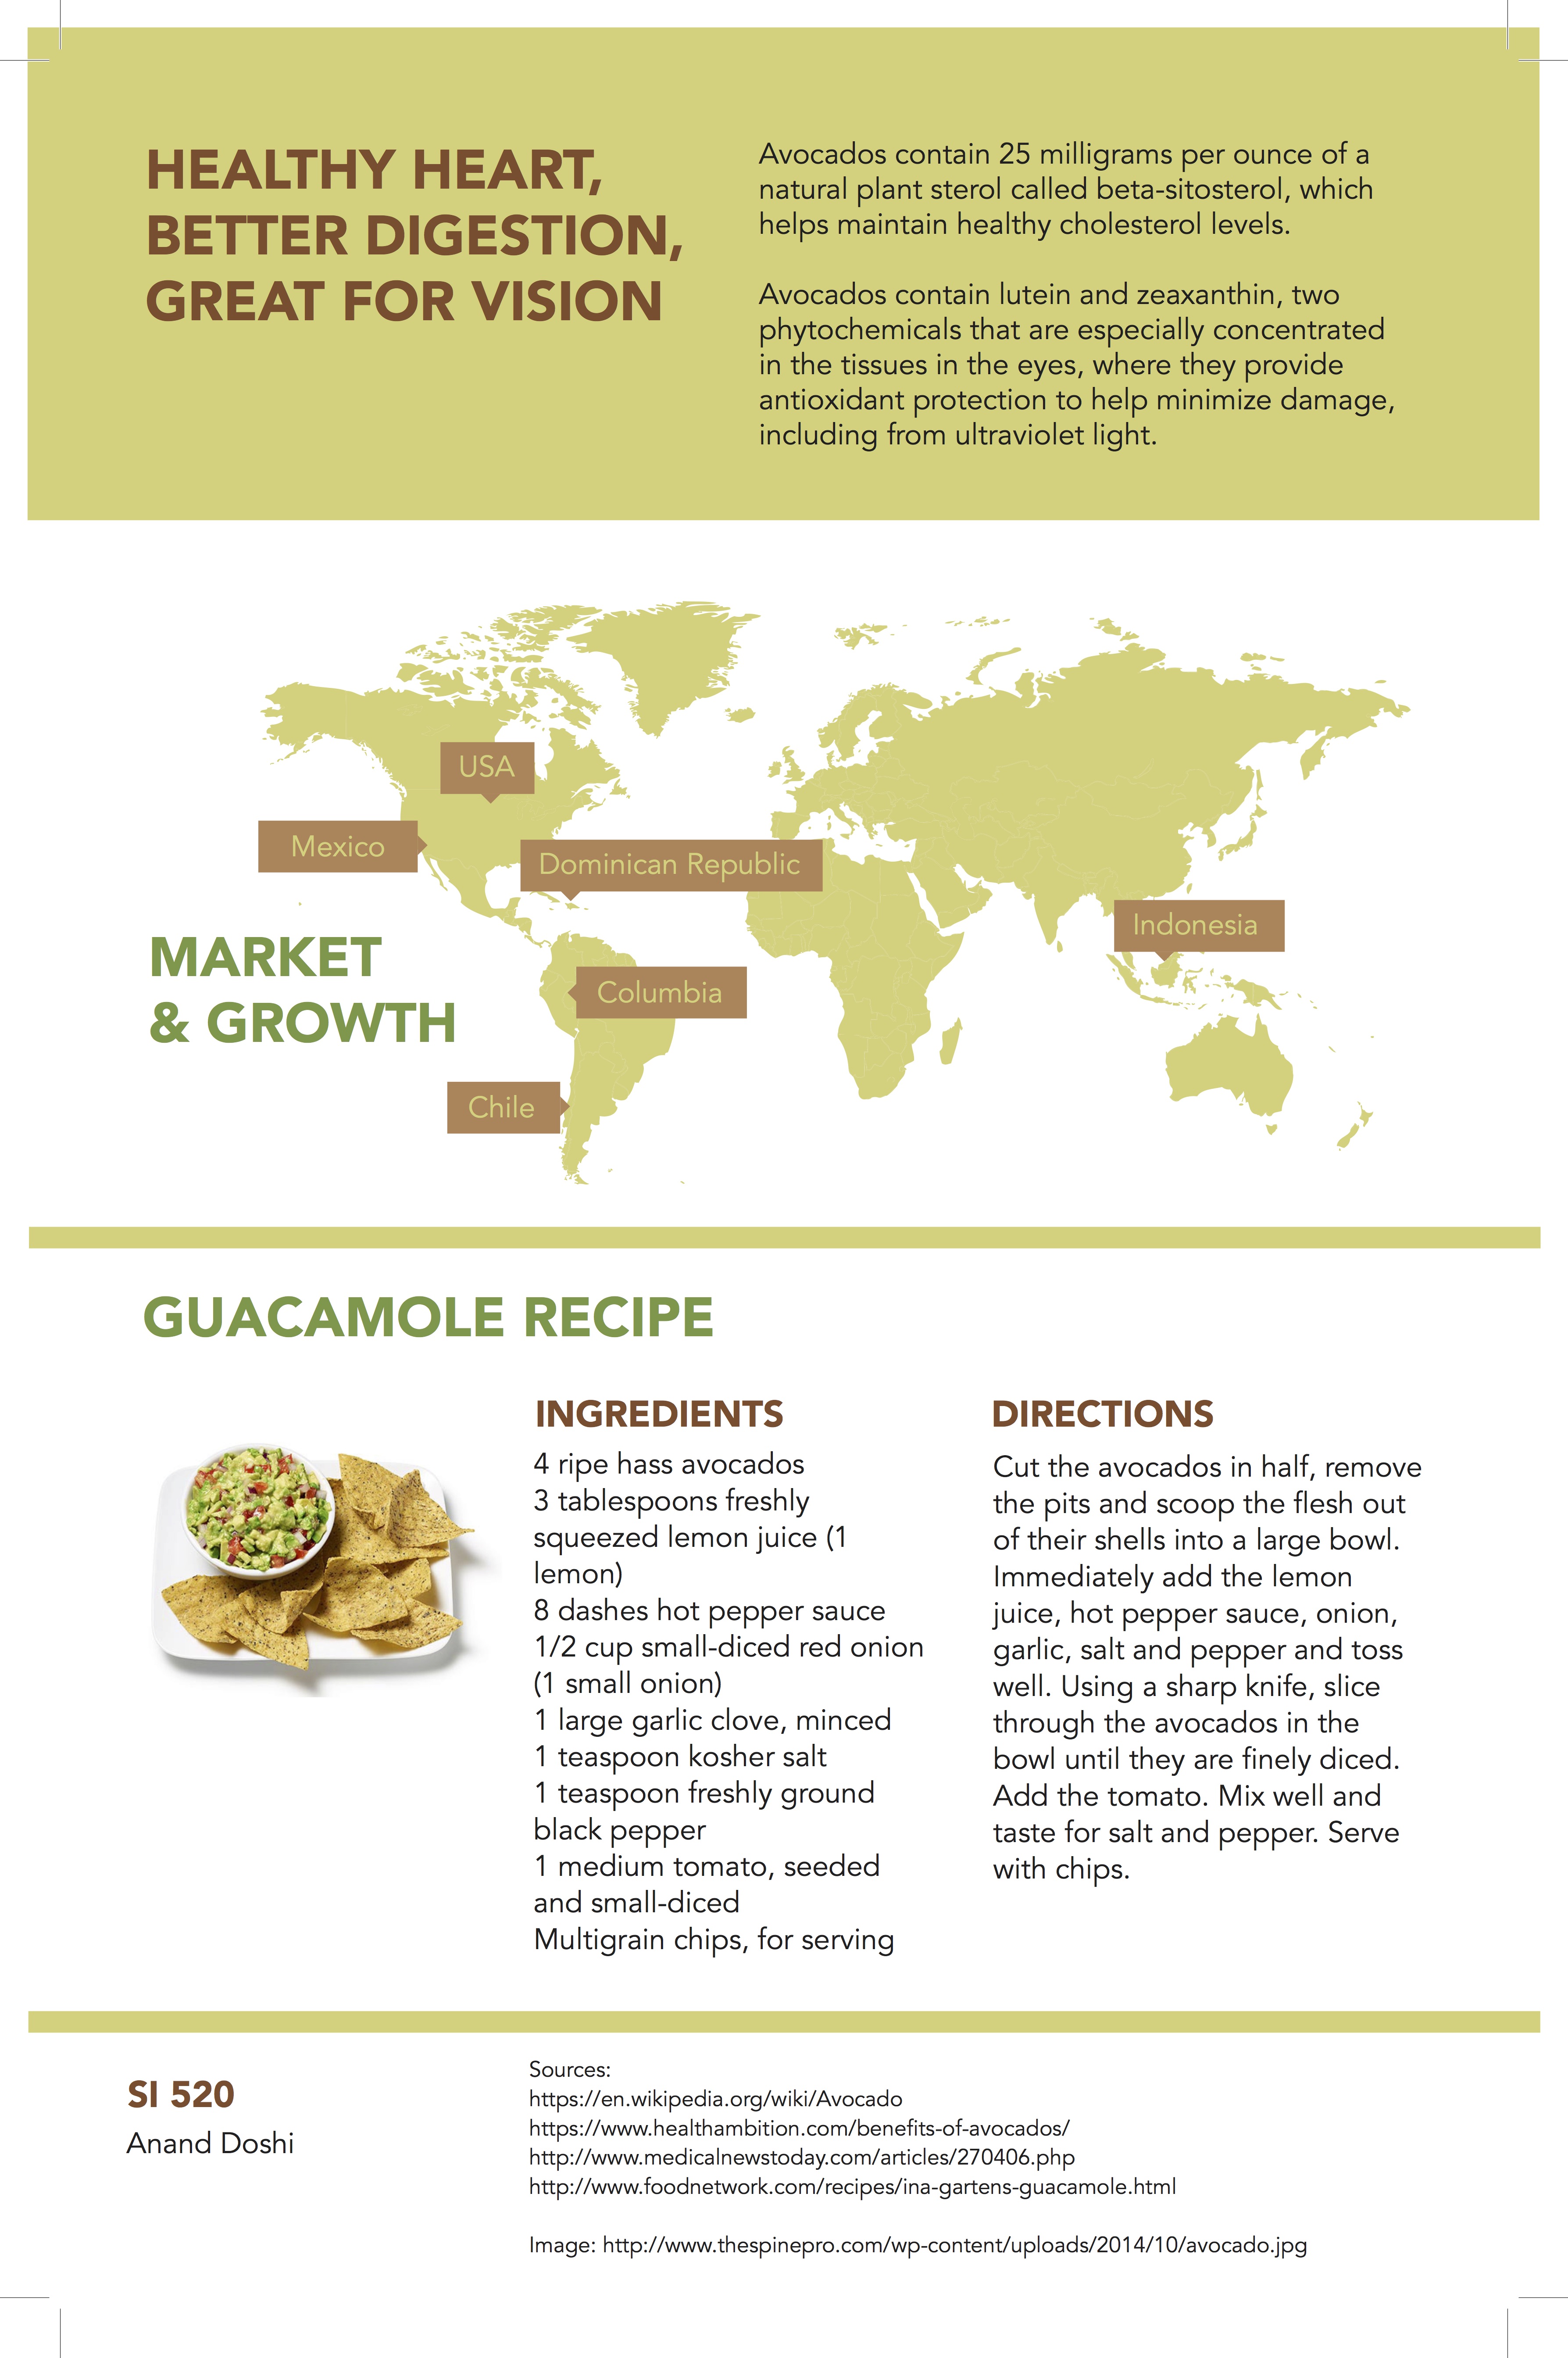 HEALTHY HEART,
BETTER DIGESTION,
GREAT FOR VISION
Avocados contain 25 milligrams per ounce of a
natural plant sterol called beta-sitosterol, which
helps maintain healthy cholesterol levels.
Avocados contain lutein and zeaxanthin, two
phytochemicals that are especially concentrated
in the tissues in the eyes, where they provide
antioxidant protection to help minimize damage,
including from ultraviolet light.
USA
Mexico
Dominican Republic
Indonesia
MARKET
& GROWTH
Columbia
Chile
GUACAMOLE RECIPE
INGREDIENTS
4 ripe hass avocados
3 tablespoons freshly
squeezed lemon juice (1
lemon)
8 dashes hot pepper sauce
1/2 cup small-diced red onion
(1 small onion)
1 large garlic clove, minced
1 teaspoon kosher salt
1 teaspoon freshly ground
black pepper
1 medium tomato, seeded
and small-diced
Multigrain chips, for serving
DIRECTIONS
Cut the avocados in half, remove
the pits and scoop the flesh out
of their shells into a large bowl.
Immediately add the lemon
juice, hot pepper sauce, onion,
garlic, salt and pepper and toss
well. Using a sharp knife, slice
through the avocados in the
bowl until they are finely diced.
Add the tomato. Mix well and
taste for salt and pepper. Serve
with chips.
SI 520
Anand Doshi
Sources:
https://en.wikipedia.org/wiki/Avocado
https://www.healthambition.com/benefits-of-avocados/
http://www.medicalnewstoday.com/articles/270406.php
http://www.foodnetwork.com/recipes/ina-gartens-guacamole.html
Image: http://www.thespinepro.com/wp-content/uploads/2014/10/avocado.jpg